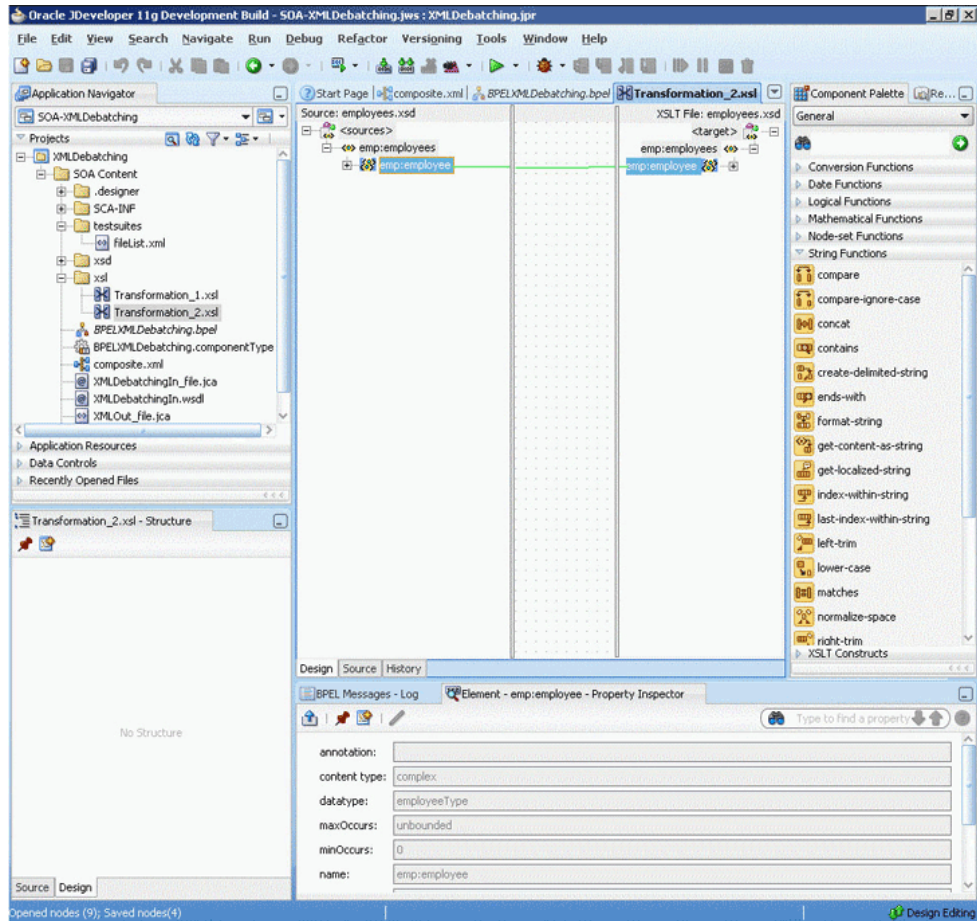 Oracle JDeveloper 11g Development Build - SOA-XMLDebatching.jws : XMLDebatching.jpr
File Edit View Search Navigate Run Debug Refactor Versioning Tools Window Help
Application Navigator
SOA-XMLDebatching
Projects
XMLDebatching
SOA Content
.designer
SCA-INF
testsuites
fileList.xml
xsd
xsl
Transformation_1.xsl
Transformation_2.xsl
BPELXMLDebatching.bpel
BPELXMLDebatching.componentType
composite.xml
XMLDebatchingIn_file.jca
XMLDebatchingIn.wsdl
XMLOut_file.jca
Application Resources
Data Controls
Recently Opened Files
Transformation_2.xsl - Structure
No Structure
Source Design
Start Page composite.xml BPELXMLDebatching.bpel Transformation_2.xsl
Source: employees.xsd XSLT File: employees.xsd
<sources> <target>
emp:employees emp:employees
emp:employee emp:employee
Design Source History
Component Palette Re...
General
Conversion Functions
Date Functions
Logical Functions
Mathematical Functions
Node-set Functions
String Functions
compare
compare-ignore-case
concat
contains
create-delimited-string
ends-with
format-string
get-content-as-string
get-localized-string
index-within-string
last-index-within-string
left-trim
lower-case
matches
normalize-space
right-trim
XSLT Constructs
BPEL Messages - Log Element - emp:employee - Property Inspector
Type to find a property
annotation:
content type: complex
datatype: employeeType
maxOccurs: unbounded
minOccurs: 0
name: emp:employee
Opened nodes (9); Saved nodes(4) Design Editing